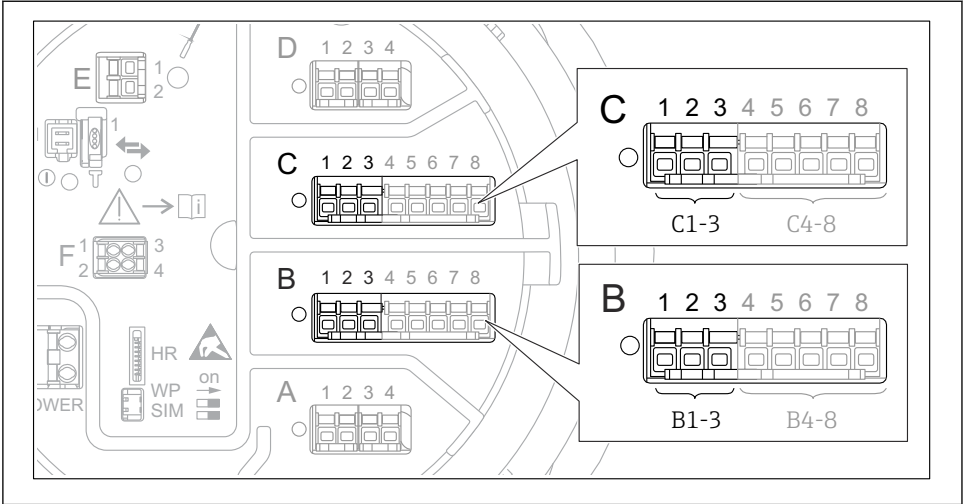 D 1 2 3 4
E 1
2
1
C 1 2 3 4 5 6 7 8
C 1 2 3 4 5 6 7 8
C1-3 C4-8
i
F 1 3
2 4
B 1 2 3 4 5 6 7 8
B 1 2 3 4 5 6 7 8
B1-3 B4-8
HR
WP on
SIM
OWER
A 1 2 3 4